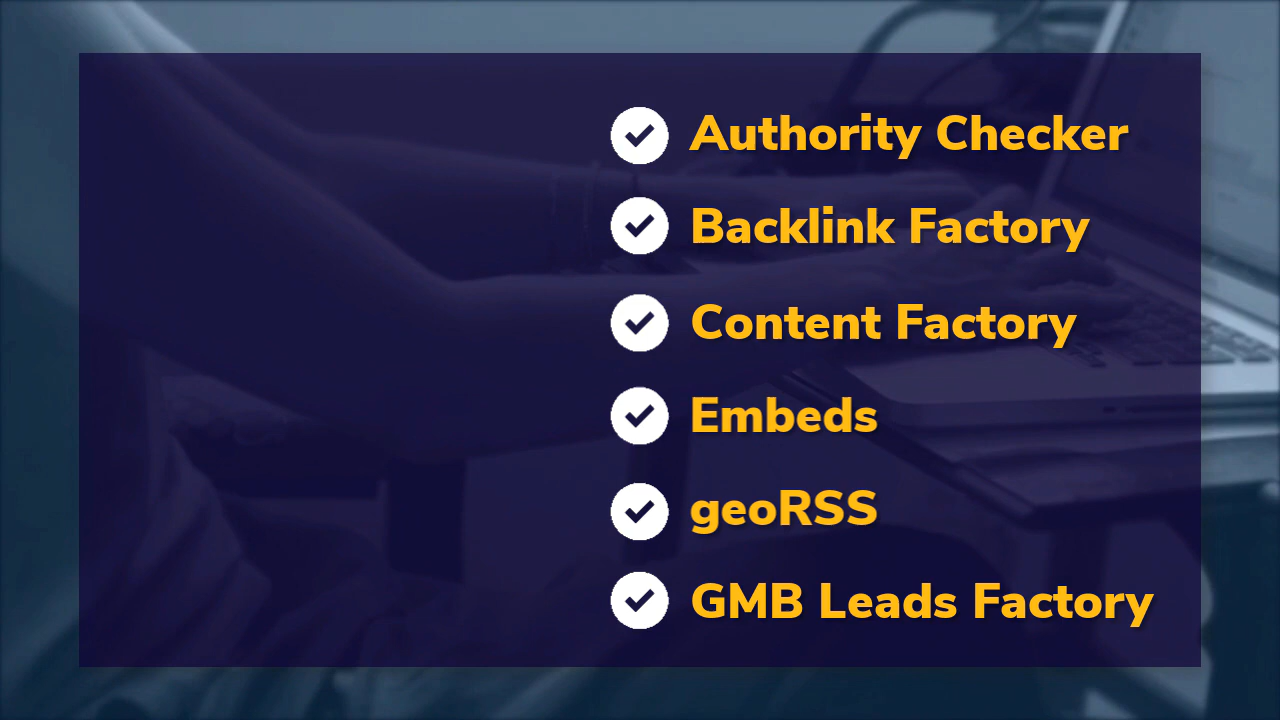 Authority Checker
Backlink Factory
Content Factory
Embeds
geoRSS
GMB Leads Factory